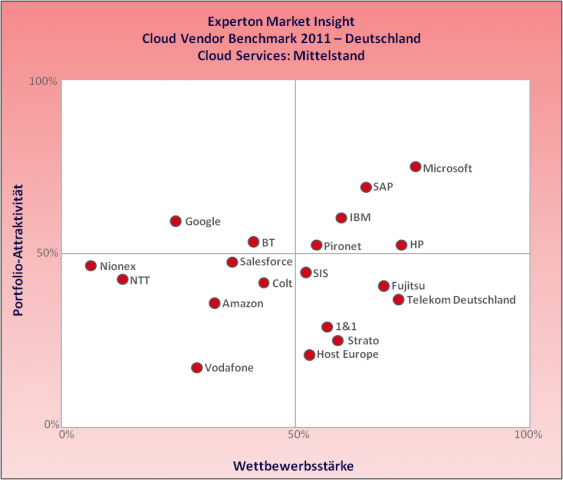 Experton Market Insight
Cloud Vendor Benchmark 2011 – Deutschland
Cloud Services: Mittelstand
100%
Portfolio-Attraktivität
Microsoft
SAP
IBM
Google
BT
Pironet
HP
50%
Salesforce
Nionex
SIS
NTT
Colt
Fujitsu
Amazon
Telekom Deutschland
1&1
Strato
Host Europe
Vodafone
0%
0%
50%
100%
Wettbewerbsstärke